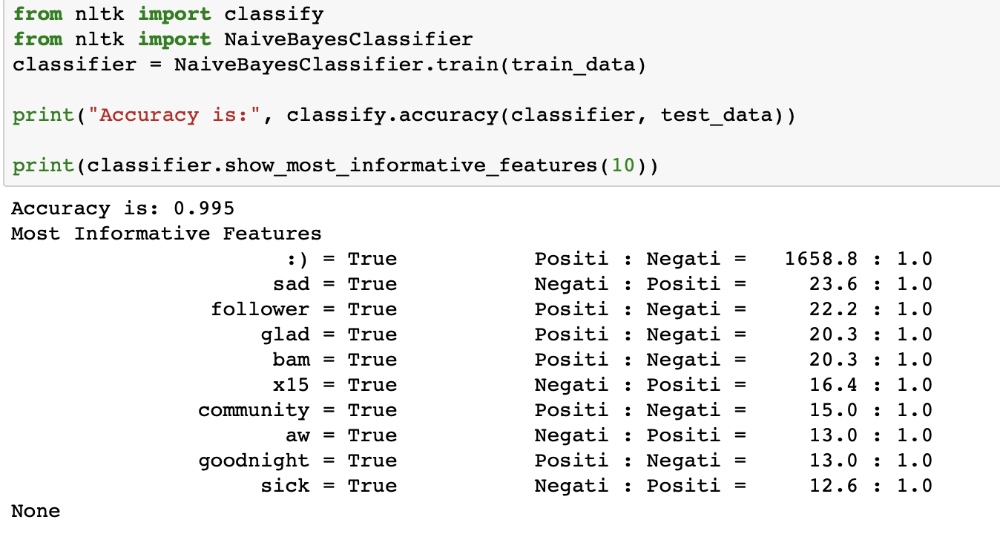 from nltk import classify
from nltk import NaiveBayesClassifier
classifier = NaiveBayesClassifier.train(train_data)
print("Accuracy is:", classify.accuracy(classifier, test_data))
print(classifier.show_most_informative_features(10))
Accuracy is: 0.995
Most Informative Features
:) = True Positi : Negati = 1658.8 : 1.0
sad = True Negati : Positi = 23.6 : 1.0
follower = True Positi : Negati = 22.2 : 1.0
glad = True Positi : Negati = 20.3 : 1.0
bam = True Positi : Negati = 20.3 : 1.0
x15 = True Negati : Positi = 16.4 : 1.0
community = True Positi : Negati = 15.0 : 1.0
aw = True Negati : Positi = 13.0 : 1.0
goodnight = True Positi : Negati = 13.0 : 1.0
sick = True Negati : Positi = 12.6 : 1.0
None